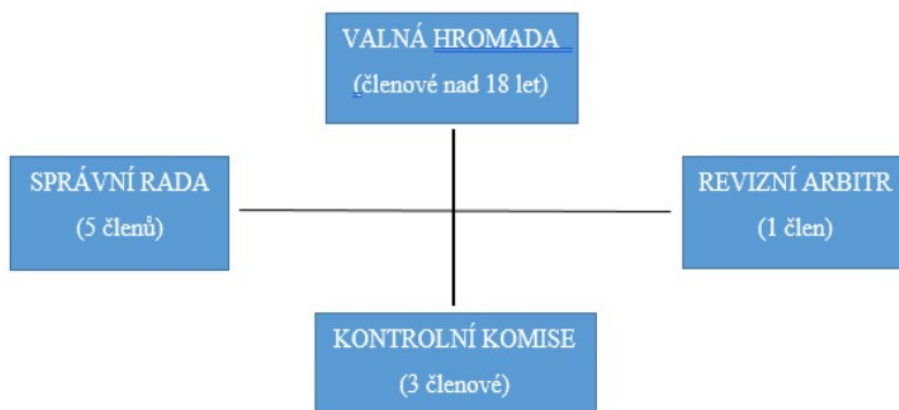 VALNÁ HROMADA
(členové nad 18 let)
SPRÁVNÍ RADA
(5 členů)
REVIZNÍ ARBITR
(1 člen)
KONTROLNÍ KOMISE
(3 členové)